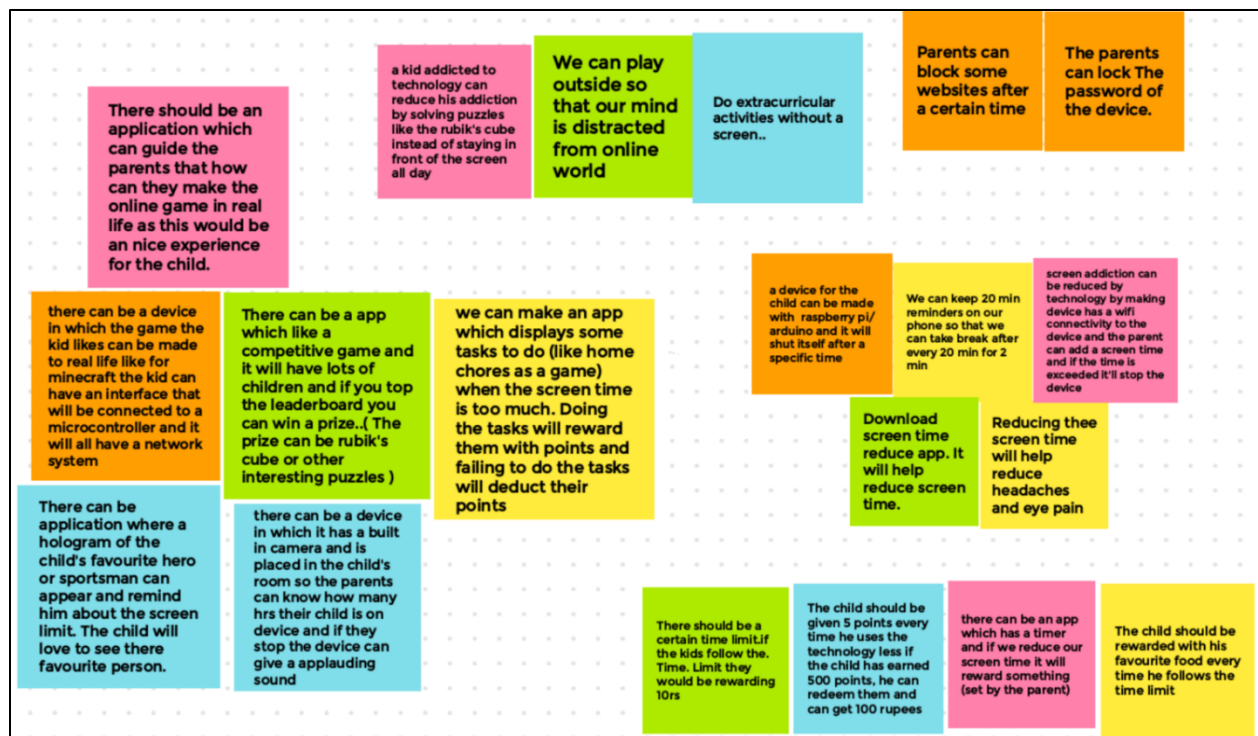 There should be an
application which
can guide the
parents that how
can they make the
online game in real
life as this would be
an nice experience
for the child.
a kid addicted to
technology can
reduce his addiction
by solving puzzles
like the rubik's cube
instead of staying in
front of the screen
all day
We can play
outside so
that our mind
is distracted
from online
world
Do extracurricular
activities without a
screen..
Parents can
block some
websites after
a certain time
The parents
can lock The
password of
the device.
there can be a device
in which the game the
kid likes can be made
to real life like for
minecraft the kid can
have an interface that
will be connected to a
microcontroller and it
will all have a network
system
There can be a app
which like a
competitive game and
it will have lots of
children and if you top
the leaderboard you
can win a prize..( The
prize can be rubik's
cube or other
interesting puzzles )
we can make an app
which displays some
tasks to do (like home
chores as a game)
when the screen time
is too much. Doing
the tasks will reward
them with points and
failing to do the tasks
will deduct their
points
There can be
application where a
hologram of the
child's favourite hero
or sportsman can
appear and remind
him about the screen
limit. The child will
love to see there
favourite person.
there can be a device
in which it has a built
in camera and is
placed in the child's
room so the parents
can know how many
hrs their child is on
device and if they
stop the device can
give a applauding
sound
a device for the
child can be made
with raspberry pi/
arduino and it will
shut itself after a
specific time
We can keep 20 min
reminders on our
phone so that we
can take break after
every 20 min for 2
min
screen addiction can
be reduced by
technology by making
device has a wifi
connectivity to the
device and the parent
can add a screen time
and if the time is
exceeded it'll stop the
device
Download
screen time
reduce app. It
will help
reduce screen
time.
Reducing thee
screen time
will help
reduce
headaches
and eye pain
There should be a
certain time limit.if
the kids follow the.
Time. Limit they
would be rewarding
10rs
The child should be
given 5 points every
time he uses the
technology less if
the child has earned
500 points, he can
redeem them and
can get 100 rupees
there can be an app
which has a timer
and if we reduce our
screen time it will
reward something
(set by the parent)
The child should be
rewarded with his
favourite food every
time he follows the
time limit